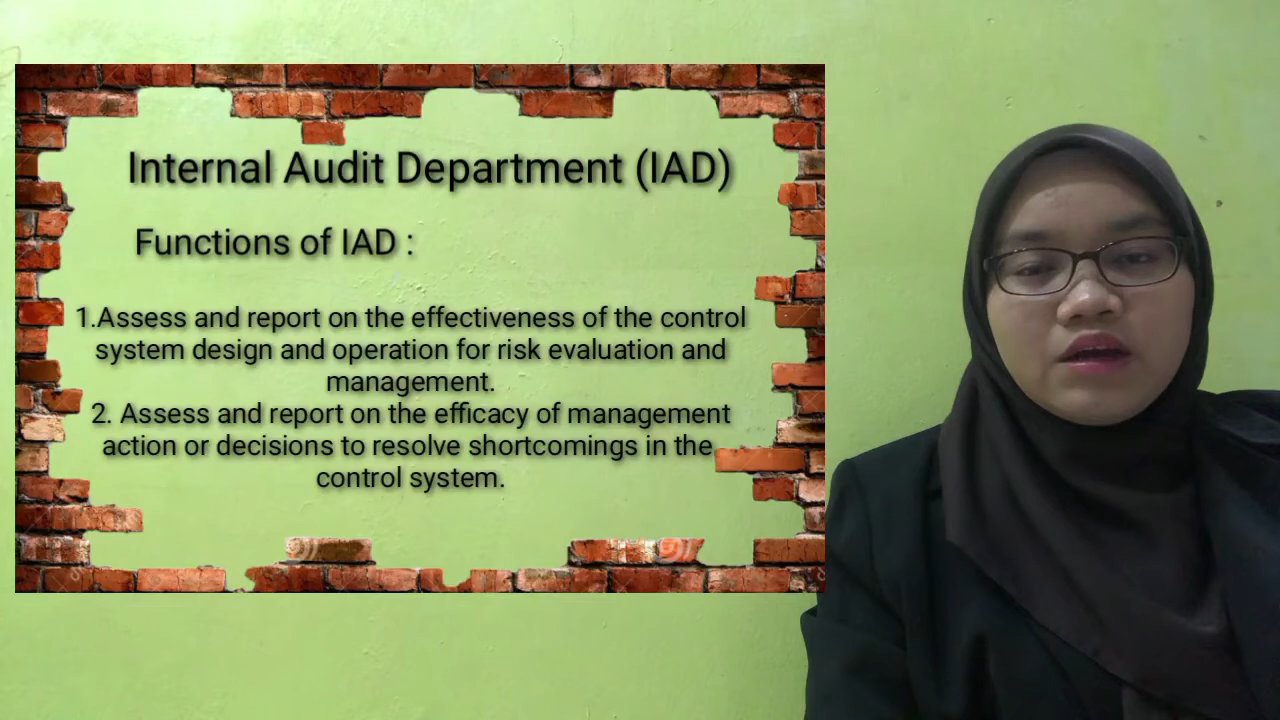 Internal Audit Department (IAD)
Functions of IAD :
1.Assess and report on the effectiveness of the control
system design and operation for risk evaluation and
management.
2. Assess and report on the efficacy of management
action or decisions to resolve shortcomings in the
control system.